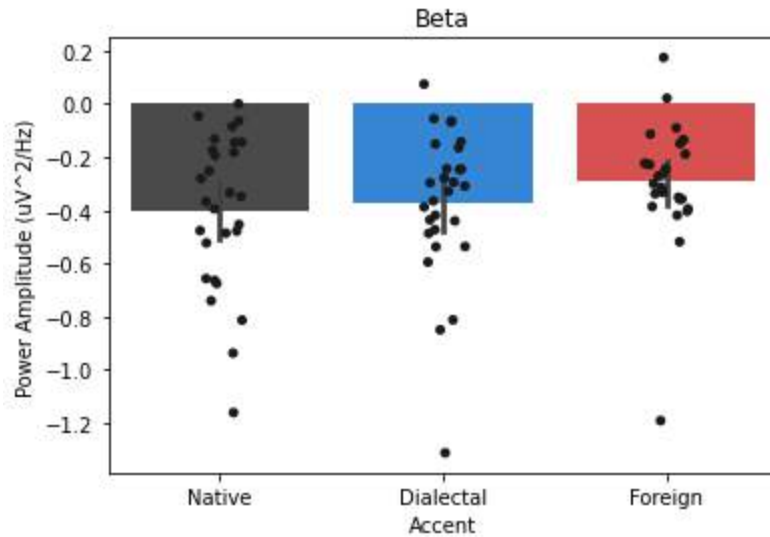 Beta
Power Amplitude (uV^2/Hz)
0.2
0.0
−0.2
−0.4
−0.6
−0.8
−1.0
−1.2
Native
Dialectal
Foreign
Accent